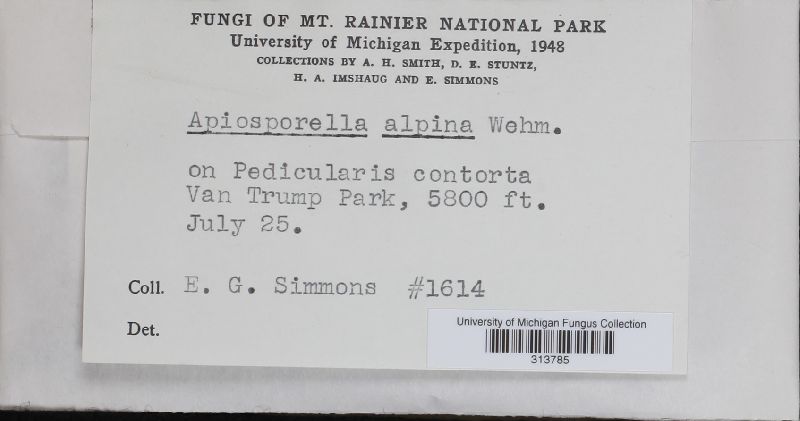 FUNGI OF MT. RAINIER NATIONAL PARK
University of Michigan Expedition, 1948
COLLECTIONS BY A. H. SMITH, D. E. STUNTZ,
H. A. IMSHAUG AND E. SIMMONS
Apiosporella alpina Wehm.
on Pedicularis contorta
Van Trump Park, 5800 ft.
July 25.
Coll. E. G. Simmons #1614
Det.
University of Michigan Fungus Collection
313785